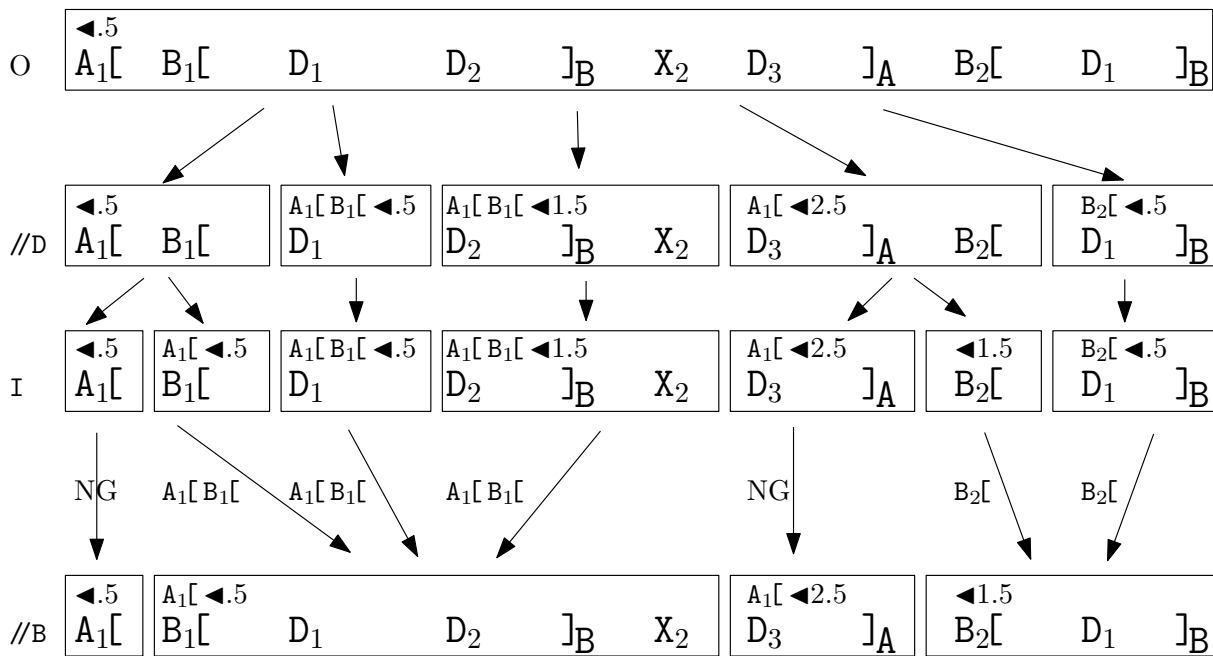 ◄.5
O A₁[ B₁[ D₁ D₂ ]B X₂ D₃ ]A B₂[ D₁ ]B
◄.5 A₁[ B₁[ ◄.5 A₁[ B₁[ ◄1.5 A₁[ ◄2.5 B₂[ ◄.5
//D A₁[ B₁[ D₁ D₂ ]B X₂ D₃ ]A B₂[ D₁ ]B
◄.5 A₁[ ◄.5 A₁[ B₁[ ◄.5 A₁[ B₁[ ◄1.5 A₁[ ◄2.5 ◄1.5 B₂[ ◄.5
I A₁[ B₁[ D₁ D₂ ]B X₂ D₃ ]A B₂[ D₁ ]B
NG A₁[ B₁[ A₁[ B₁[ A₁[ B₁[ NG B₂[ B₂[
◄.5 A₁[ ◄.5 A₁[ ◄2.5 ◄1.5
//B A₁[ B₁[ D₁ D₂ ]B X₂ D₃ ]A B₂[ D₁ ]B